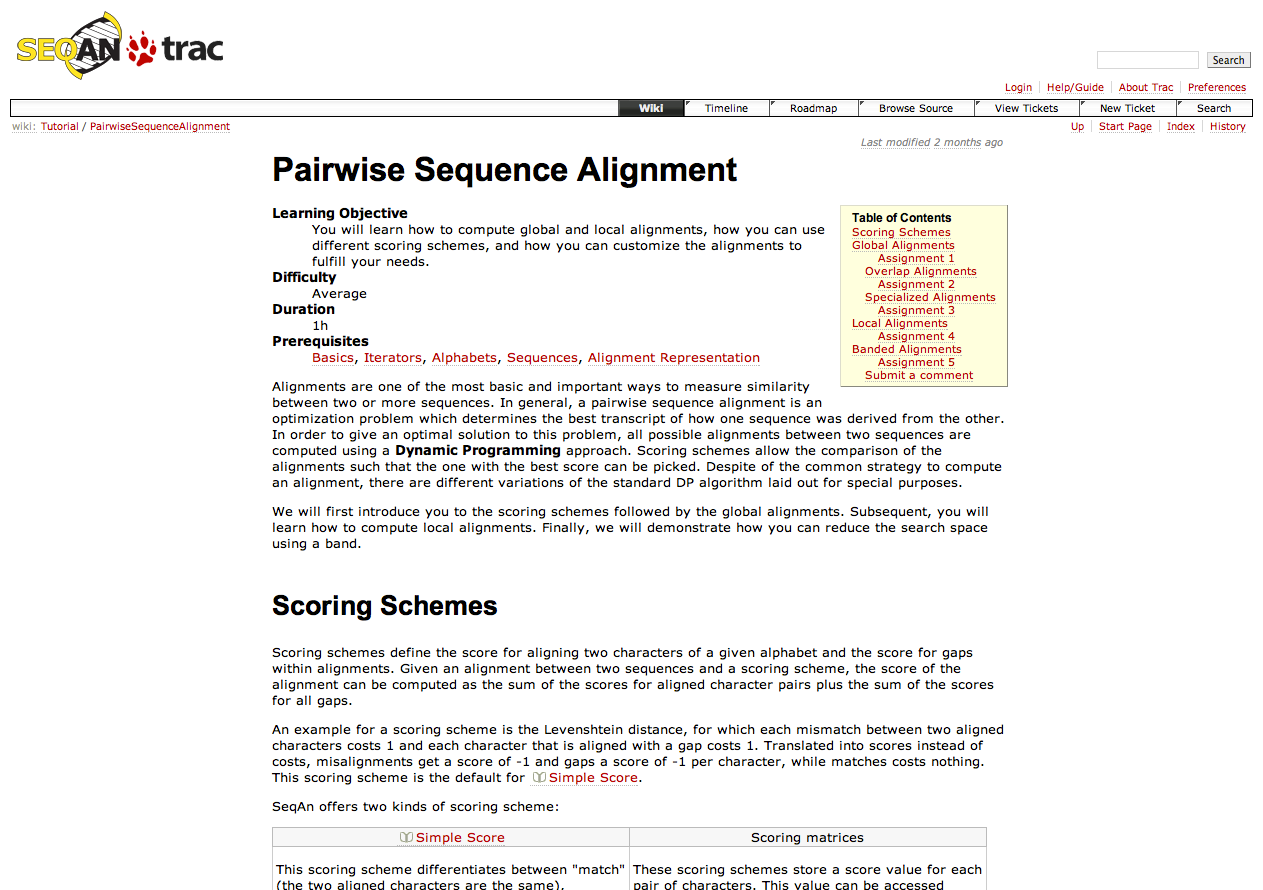 SEQAN trac
Search
Login Help/Guide About Trac Preferences
Wiki Timeline Roadmap Browse Source View Tickets New Ticket Search
wiki: Tutorial / PairwiseSequenceAlignment
Up Start Page Index History
Last modified 2 months ago
Pairwise Sequence Alignment
Learning Objective
You will learn how to compute global and local alignments, how you can use
different scoring schemes, and how you can customize the alignments to
fulfill your needs.
Difficulty
Average
Duration
1h
Prerequisites
Basics, Iterators, Alphabets, Sequences, Alignment Representation
Table of Contents
Scoring Schemes
Global Alignments
Assignment 1
Overlap Alignments
Assignment 2
Specialized Alignments
Assignment 3
Local Alignments
Assignment 4
Banded Alignments
Assignment 5
Submit a comment
Alignments are one of the most basic and important ways to measure similarity
between two or more sequences. In general, a pairwise sequence alignment is an
optimization problem which determines the best transcript of how one sequence was derived from the other.
In order to give an optimal solution to this problem, all possible alignments between two sequences are
computed using a Dynamic Programming approach. Scoring schemes allow the comparison of the
alignments such that the one with the best score can be picked. Despite of the common strategy to compute
an alignment, there are different variations of the standard DP algorithm laid out for special purposes.
We will first introduce you to the scoring schemes followed by the global alignments. Subsequent, you will
learn how to compute local alignments. Finally, we will demonstrate how you can reduce the search space
using a band.
Scoring Schemes
Scoring schemes define the score for aligning two characters of a given alphabet and the score for gaps
within alignments. Given an alignment between two sequences and a scoring scheme, the score of the
alignment can be computed as the sum of the scores for aligned character pairs plus the sum of the scores
for all gaps.
An example for a scoring scheme is the Levenshtein distance, for which each mismatch between two aligned
characters costs 1 and each character that is aligned with a gap costs 1. Translated into scores instead of
costs, misalignments get a score of -1 and gaps a score of -1 per character, while matches costs nothing.
This scoring scheme is the default for Simple Score.
SeqAn offers two kinds of scoring scheme:
Simple Score
Scoring matrices
This scoring scheme differentiates between "match"
(the two aligned characters are the same),
These scoring schemes store a score value for each
pair of characters. This value can be accessed